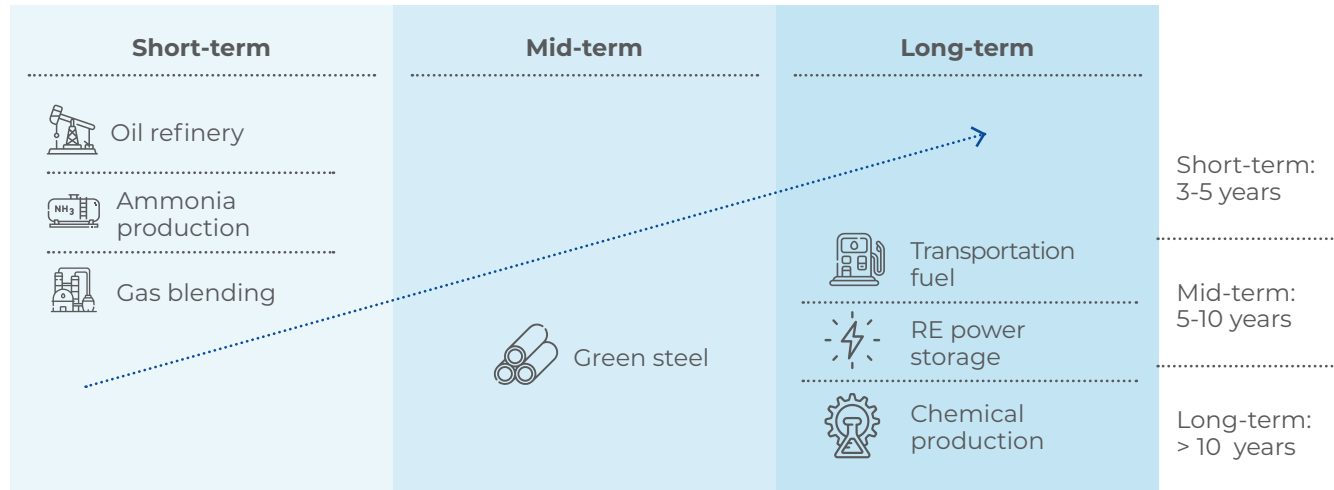 Short-term
Mid-term
Long-term
Oil refinery
NH3
Ammonia
production
Gas blending
Green steel
Transportation
fuel
RE power
storage
Chemical
production
Short-term:
3-5 years
Mid-term:
5-10 years
Long-term:
> 10 years